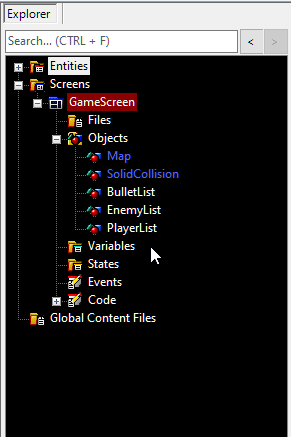 Explorer
Search... (CTRL + F)
< >
Entities
Screens
GameScreen
Files
Objects
Map
SolidCollision
BulletList
EnemyList
PlayerList
Variables
States
Events
Code
Global Content Files